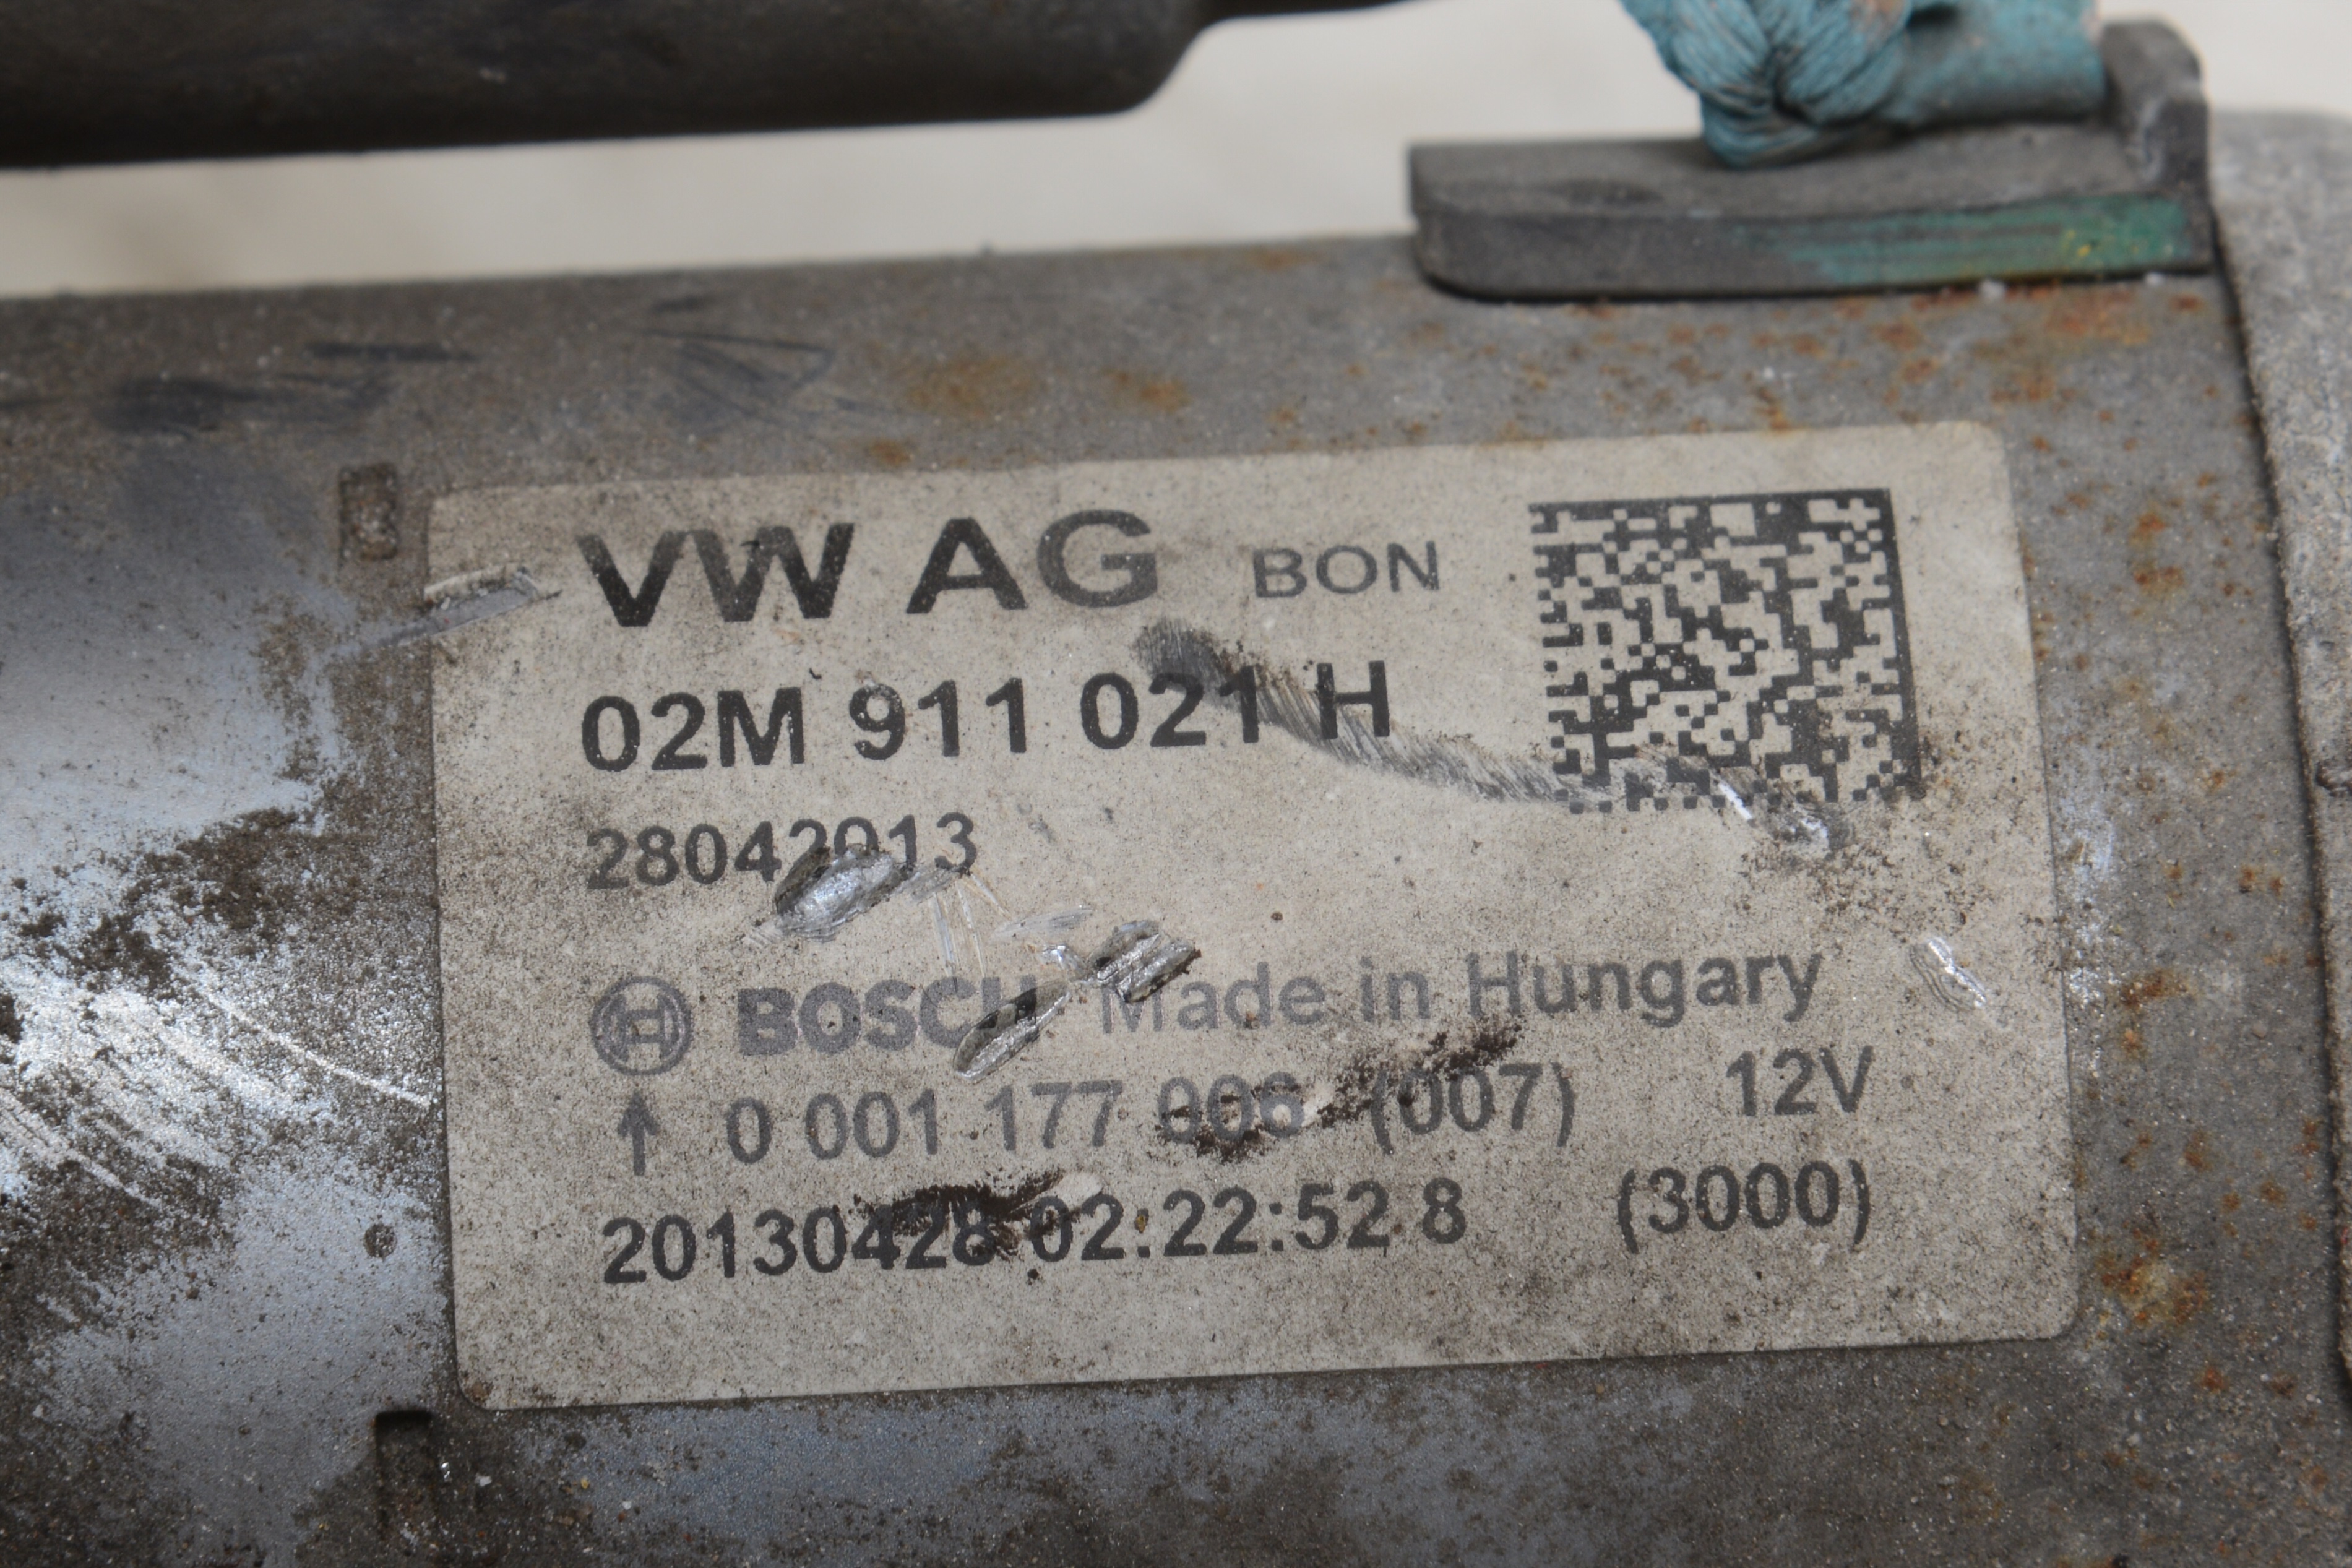 VW AG BON
02M 911 021 H
28042013
BOSCH Made in Hungary
↑ 0 001 177 006 (007) 12V
20130428 02:22:52 8 (3000)